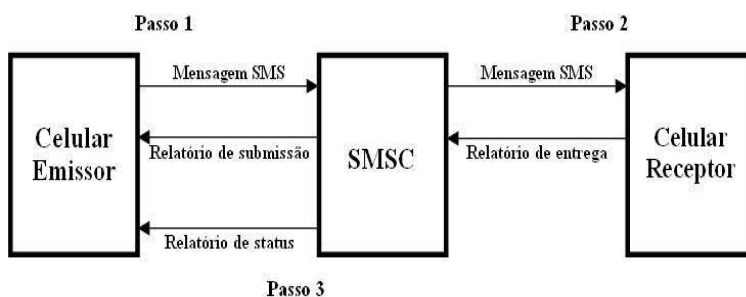 Passo 1
Passo 2
Mensagem SMS
Mensagem SMS
Celular
Emissor
Relatório de submissão
SMSC
Relatório de entrega
Celular
Receptor
Relatório de status
Passo 3